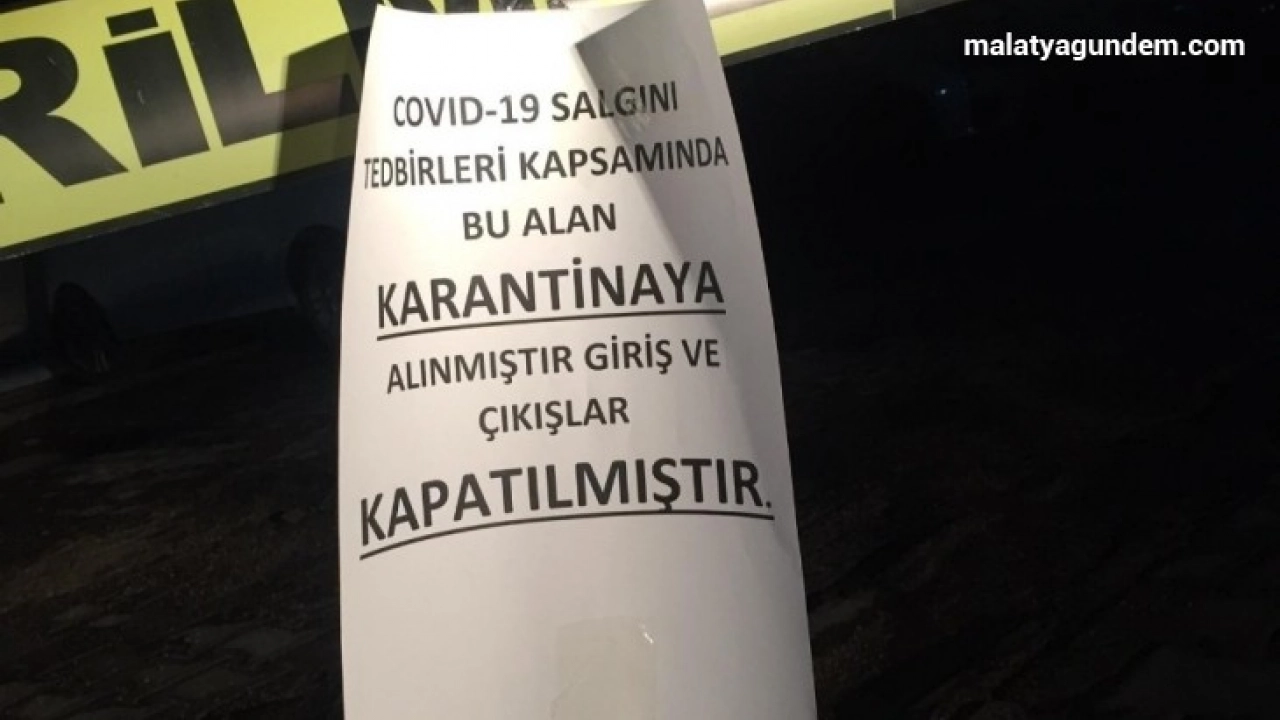 malatyagundem.com
COVID-19 SALGINI
TEDBİRLERİ KAPSAMINDA
BU ALAN
KARANTİNAYA
ALINMIŞTIR GİRİŞ VE
ÇIKIŞLAR
KAPATILMIŞTIR.